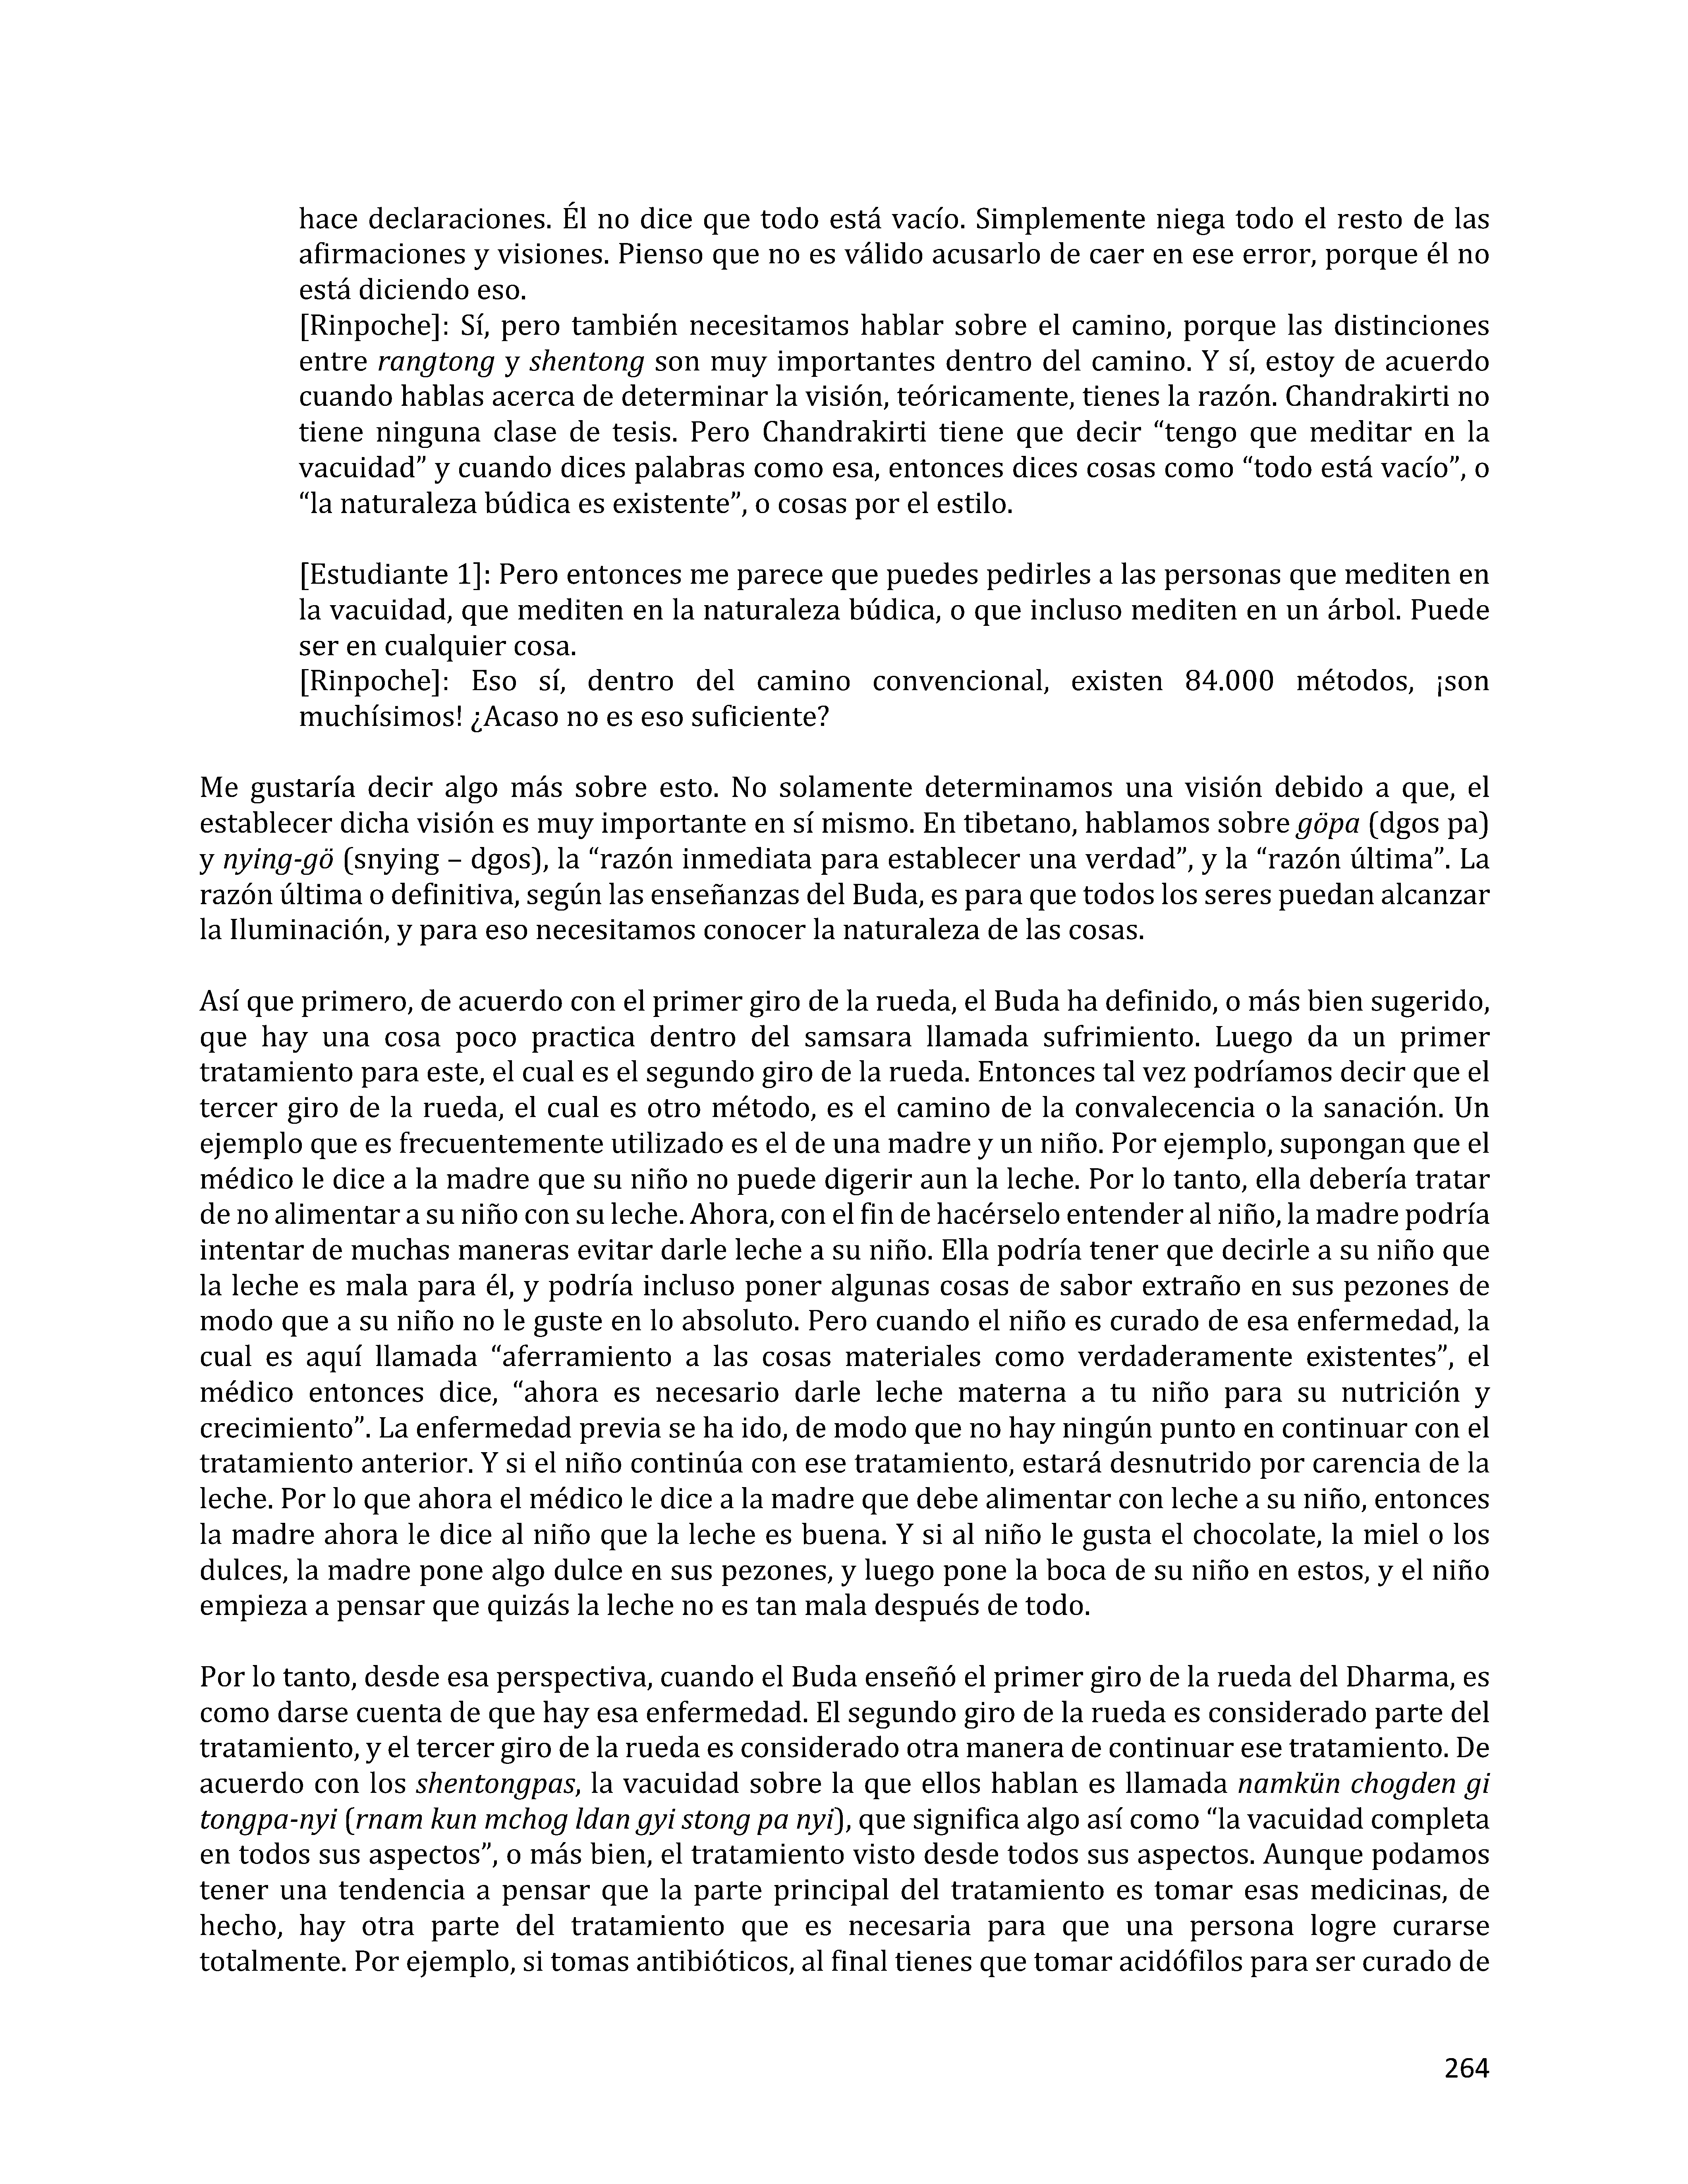 hace declaraciones. Él no dice que todo está vacío. Simplemente niega todo el resto de las
afirmaciones y visiones. Pienso que no es válido acusarlo de caer en ese error, porque él no
está diciendo eso.
[Rinpoche]: Sí, pero también necesitamos hablar sobre el camino, porque las distinciones
entre rangtong y shentong son muy importantes dentro del camino. Y sí, estoy de acuerdo
cuando hablas acerca de determinar la visión, teóricamente, tienes la razón. Chandrakirti no
tiene ninguna clase de tesis. Pero Chandrakirti tiene que decir “tengo que meditar en la
vacuidad” y cuando dices palabras como esa, entonces dices cosas como “todo está vacío”, o
“la naturaleza búdica es existente”, o cosas por el estilo.
[Estudiante 1]: Pero entonces me parece que puedes pedirles a las personas que mediten en
la vacuidad, que mediten en la naturaleza búdica, o que incluso mediten en un árbol. Puede
ser en cualquier cosa.
[Rinpoche]: Eso sí, dentro del camino convencional, existen 84.000 métodos, ¡son
muchísimos! ¿Acaso no es eso suficiente?
Me gustaría decir algo más sobre esto. No solamente determinamos una visión debido a que, el
establecer dicha visión es muy importante en sí mismo. En tibetano, hablamos sobre göpa (dgos pa)
y nying-gö (snying – dgos), la “razón inmediata para establecer una verdad”, y la “razón última”. La
razón última o definitiva, según las enseñanzas del Buda, es para que todos los seres puedan alcanzar
la Iluminación, y para eso necesitamos conocer la naturaleza de las cosas.
Así que primero, de acuerdo con el primer giro de la rueda, el Buda ha definido, o más bien sugerido,
que hay una cosa poco practica dentro del samsara llamada sufrimiento. Luego da un primer
tratamiento para este, el cual es el segundo giro de la rueda. Entonces tal vez podríamos decir que el
tercer giro de la rueda, el cual es otro método, es el camino de la convalecencia o la sanación. Un
ejemplo que es frecuentemente utilizado es el de una madre y un niño. Por ejemplo, supongan que el
médico le dice a la madre que su niño no puede digerir aun la leche. Por lo tanto, ella debería tratar
de no alimentar a su niño con su leche. Ahora, con el fin de hacérselo entender al niño, la madre podría
intentar de muchas maneras evitar darle leche a su niño. Ella podría tener que decirle a su niño que
la leche es mala para él, y podría incluso poner algunas cosas de sabor extraño en sus pezones de
modo que a su niño no le guste en lo absoluto. Pero cuando el niño es curado de esa enfermedad, la
cual es aquí llamada “aferramiento a las cosas materiales como verdaderamente existentes”, el
médico entonces dice, “ahora es necesario darle leche materna a tu niño para su nutrición y
crecimiento”. La enfermedad previa se ha ido, de modo que no hay ningún punto en continuar con el
tratamiento anterior. Y si el niño continúa con ese tratamiento, estará desnutrido por carencia de la
leche. Por lo que ahora el médico le dice a la madre que debe alimentar con leche a su niño, entonces
la madre ahora le dice al niño que la leche es buena. Y si al niño le gusta el chocolate, la miel o los
dulces, la madre pone algo dulce en sus pezones, y luego pone la boca de su niño en estos, y el niño
empieza a pensar que quizás la leche no es tan mala después de todo.
Por lo tanto, desde esa perspectiva, cuando el Buda enseñó el primer giro de la rueda del Dharma, es
como darse cuenta de que hay esa enfermedad. El segundo giro de la rueda es considerado parte del
tratamiento, y el tercer giro de la rueda es considerado otra manera de continuar ese tratamiento. De
acuerdo con los shentongpas, la vacuidad sobre la que ellos hablan es llamada namkün chogden gi
tongpa-nyi (rnam kun mchog ldan gyi stong pa nyi), que significa algo así como “la vacuidad completa
en todos sus aspectos”, o más bien, el tratamiento visto desde todos sus aspectos. Aunque podamos
tener una tendencia a pensar que la parte principal del tratamiento es tomar esas medicinas, de
hecho, hay otra parte del tratamiento que es necesaria para que una persona logre curarse
totalmente. Por ejemplo, si tomas antibióticos, al final tienes que tomar acidófilos para ser curado de
264